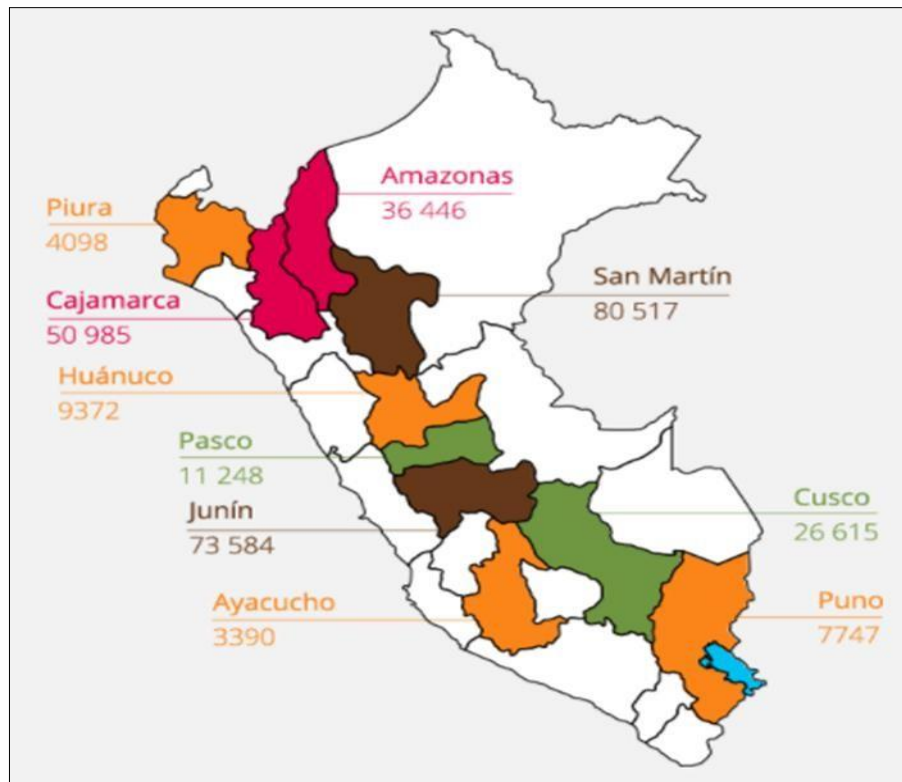 Amazonas
36 446
Piura
4098
San Martín
80 517
Cajamarca
50 985
Huánuco
9372
Pasco
11 248
Cusco
26 615
Junín
73 584
Ayacucho
3390
Puno
7747